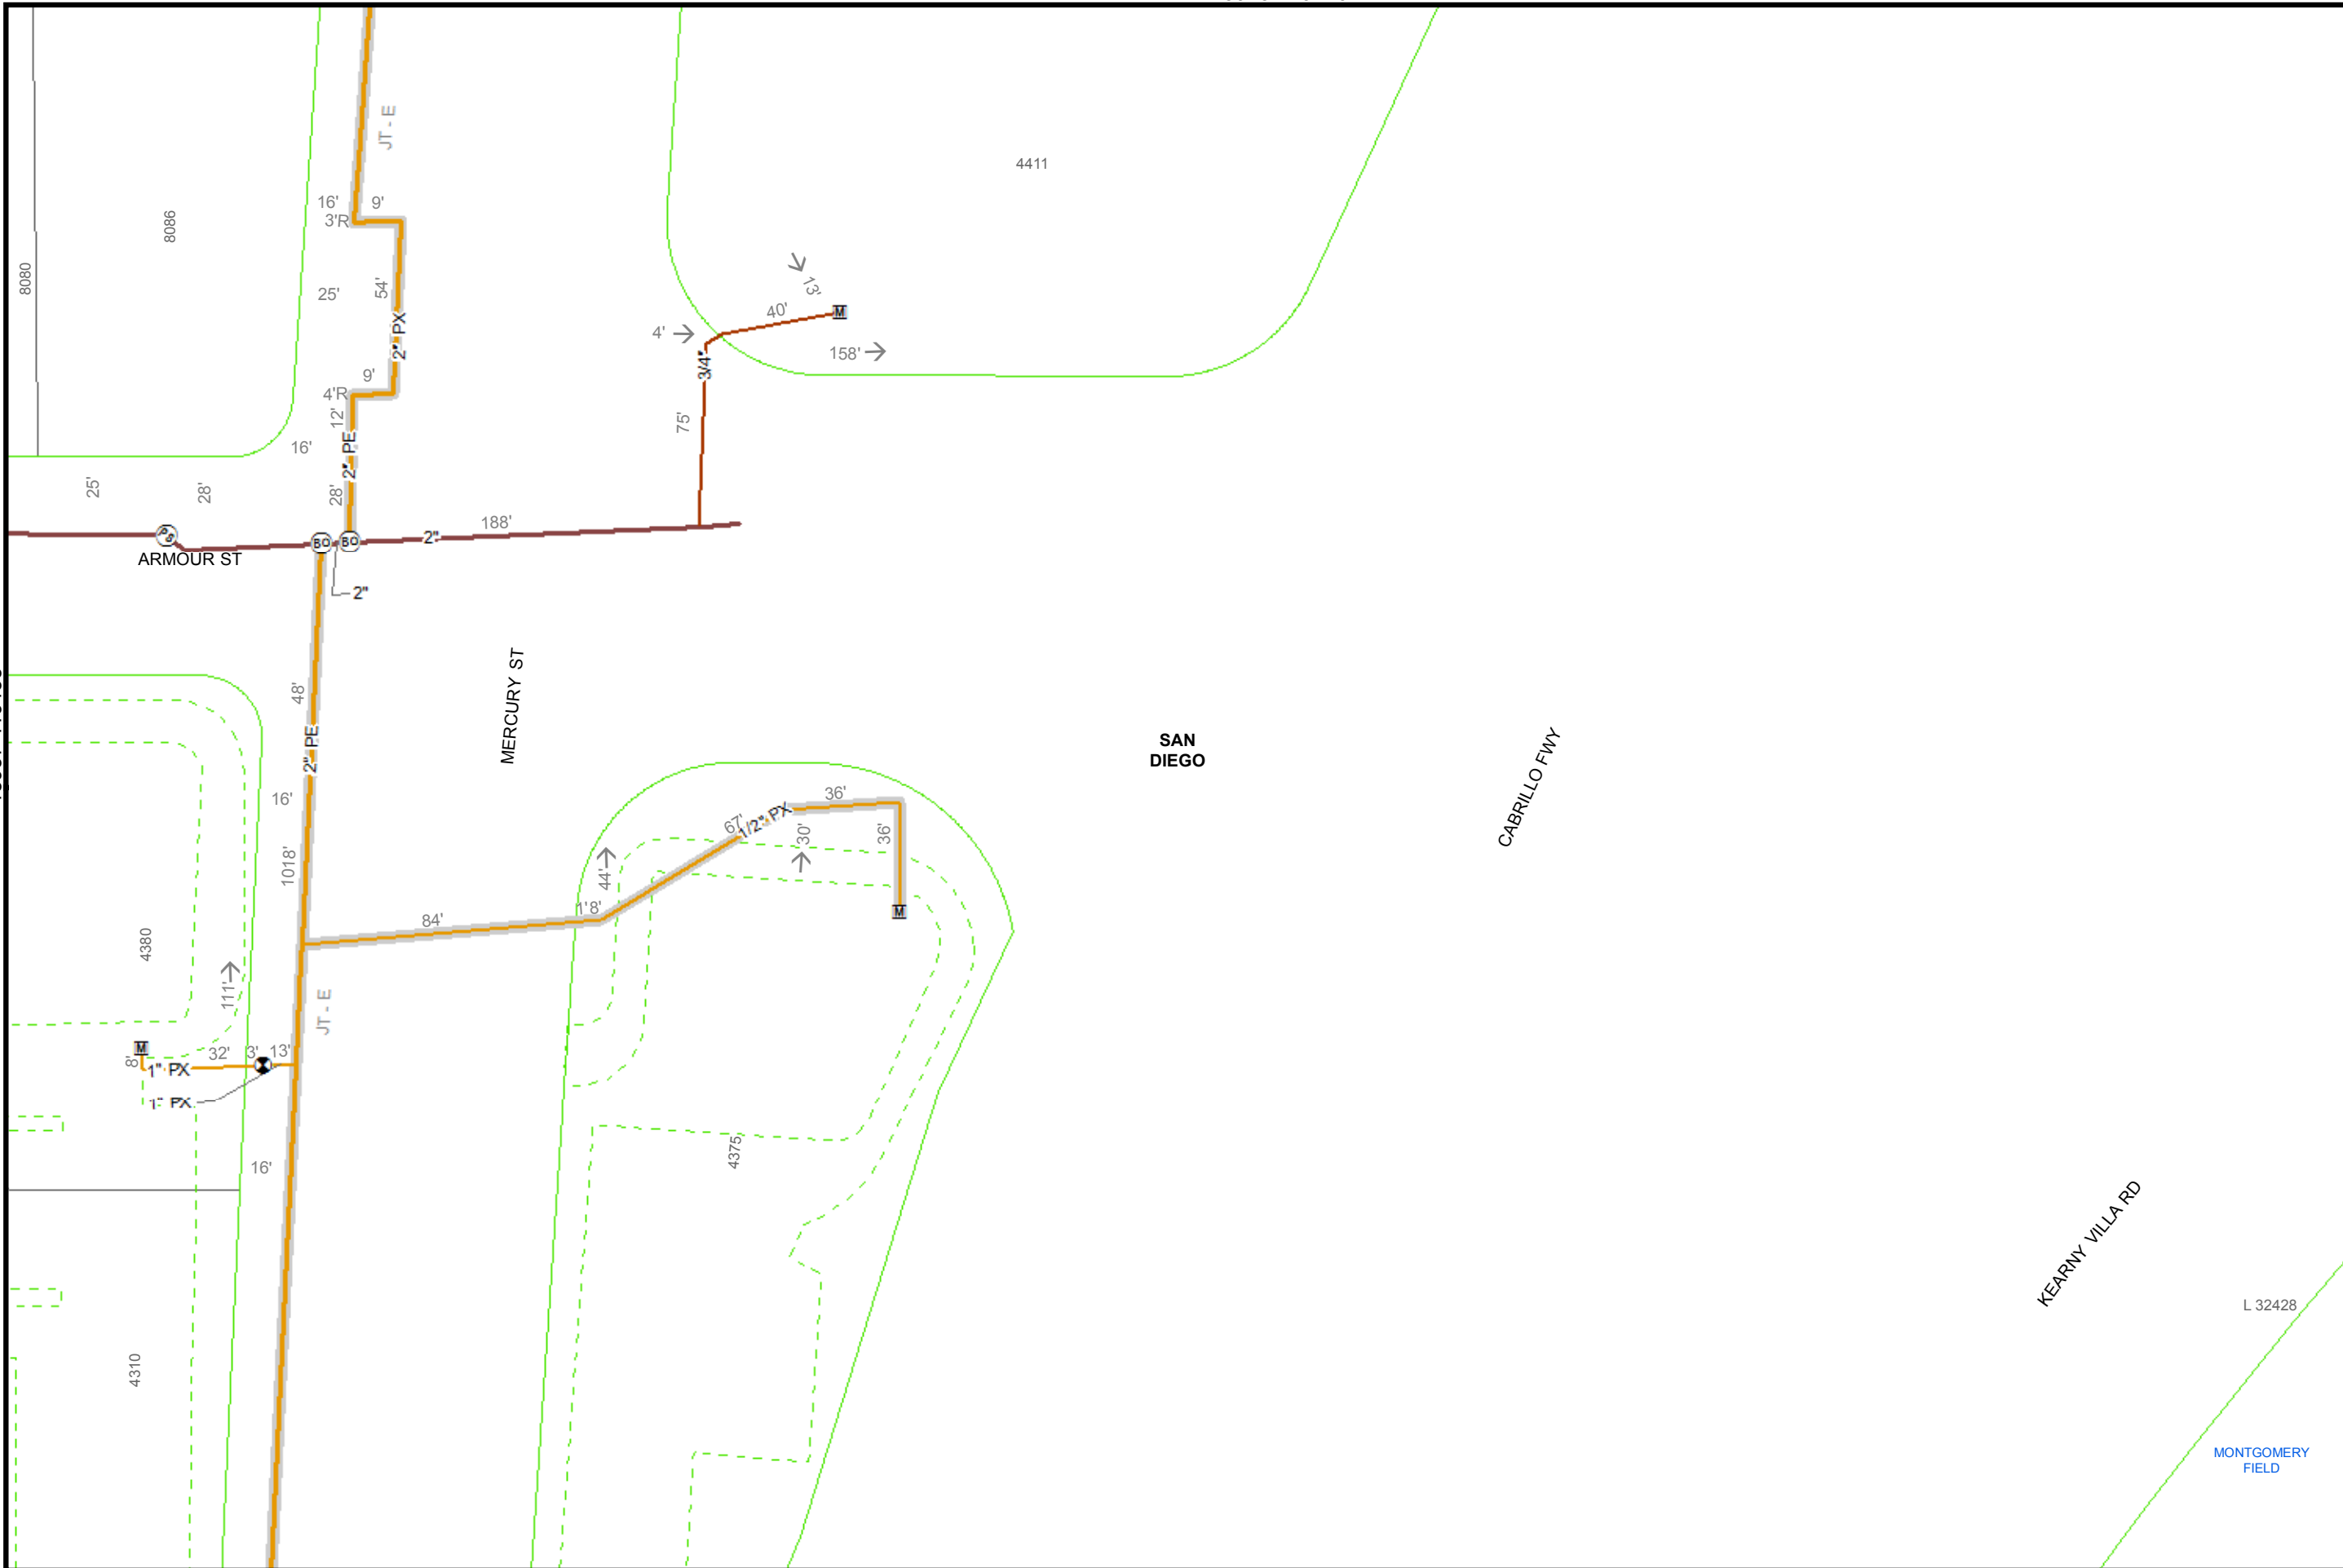 JT - E
4411
8086
8080
16'
9'
3'R
25'
54'
2" PX
13'
40'
4'
158'
3/4"
9'
4'R
12'
75'
16'
2" PE
25'
28'
28'
188'
2"
PS
BO
BO
ARMOUR ST
2"
48'
MERCURY ST
2" PE
SAN
DIEGO
CABRILLO FWY
16'
36'
67'
1/2" PX
30'
36'
1018'
44'
1'8'
84'
M
4380
111'
JT - E
M
M
8'
32'
3'
13'
1" PX
1" PX
4375
16'
KEARNY VILLA RD
L 32428
4310
MONTGOMERY
FIELD